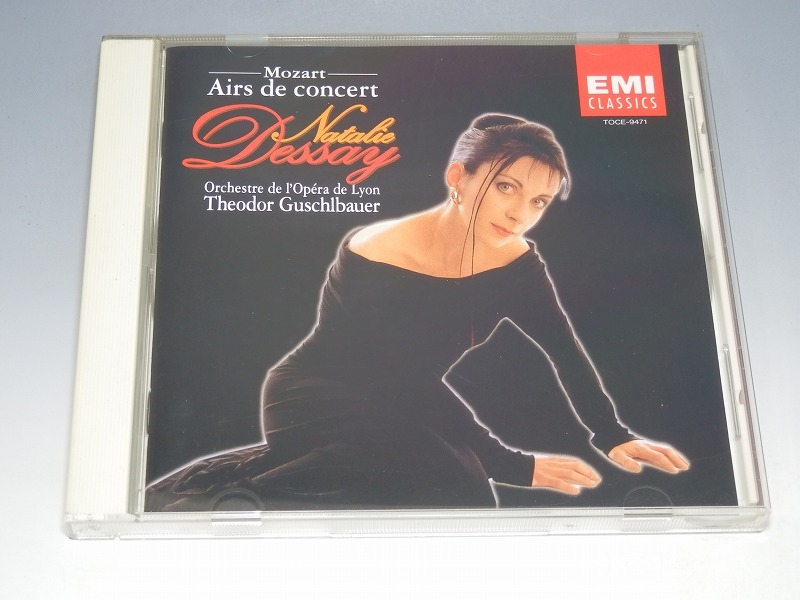 Mozart
Airs de concert
Natalie
Dessay
Orchestre de l'Opéra de Lyon
Theodor Guschlbauer
EMI
CLASSICS
TOCE-9471